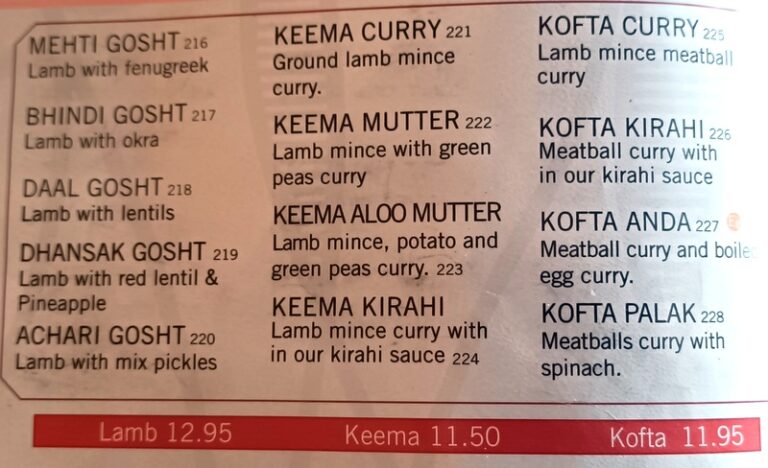 MEHTI GOSHT 216
Lamb with fenugreek
BHINDI GOSHT 217
Lamb with okra
DAAL GOSHT 218
Lamb with lentils
DHANSAK GOSHT 219
Lamb with red lentil &
Pineapple
ACHARI GOSHT 220
Lamb with mix pickles
KEEMA CURRY 221
Ground lamb mince
curry.
KEEMA MUTTER 222
Lamb mince with green
peas curry
KEEMA ALOO MUTTER
Lamb mince, potato and
green peas curry. 223
KEEMA KIRAHI
Lamb mince curry with
in our kirahi sauce 224
KOFTA CURRY 225
Lamb mince meatball
curry
KOFTA KIRAHI 226
Meatball curry with
in our kirahi sauce
KOFTA ANDA 227
Meatball curry and boiled
egg curry.
KOFTA PALAK 228
Meatballs curry with
spinach.
Lamb 12.95
Keema 11.50
Kofta 11.95